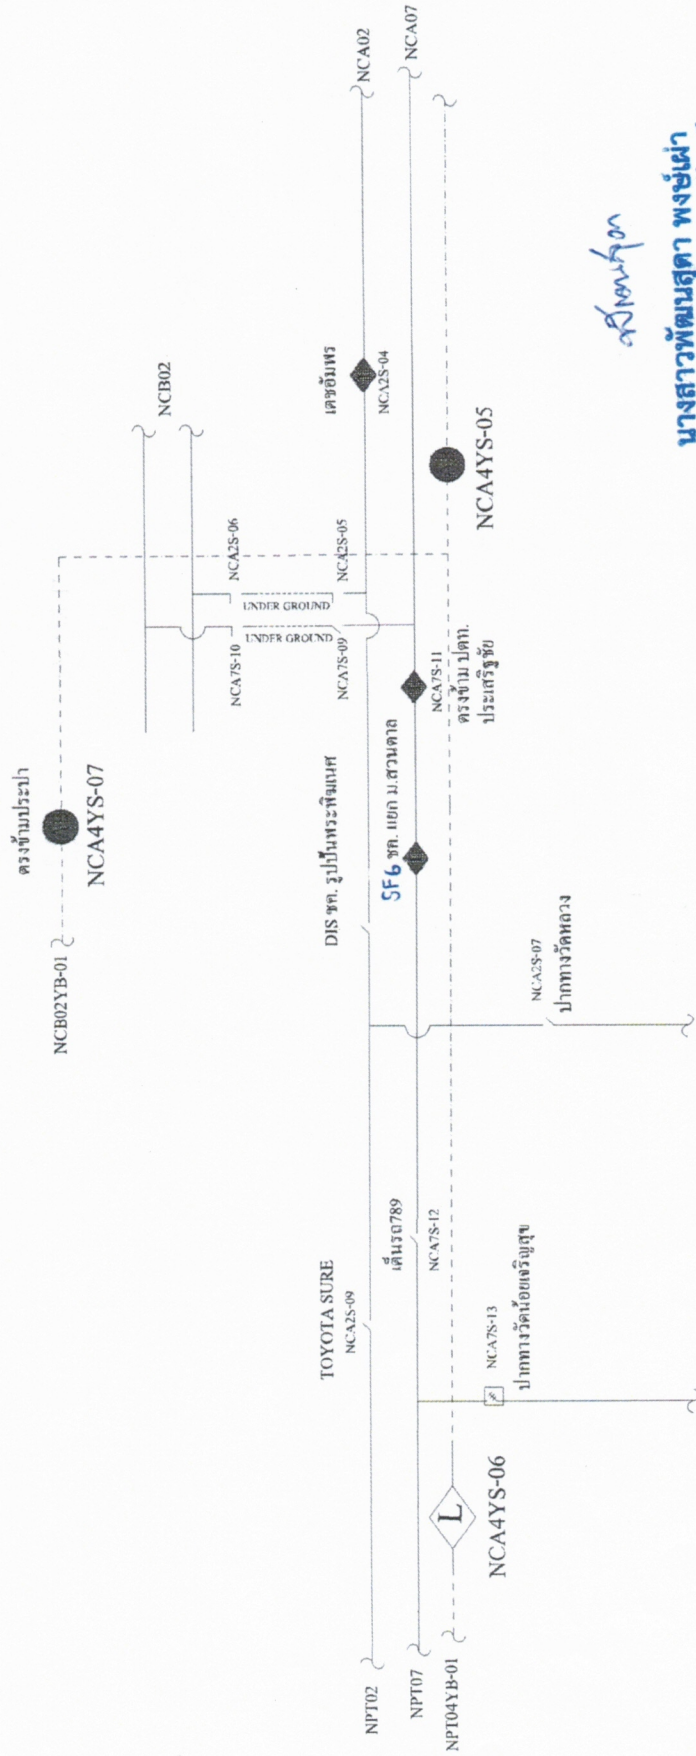 ตรงข้ามประปา
NCB02YB-01
NCA4YS-07
NCB02
NCA7S-10
NCA2S-06
UNDER GROUND
UNDER GROUND
NCA7S-09
NCA2S-05
DIS ชค. รูปปั้นพระพิฆเนศ
เดชอัมพร
NCA2S-04
NCA02
NCA07
TOYOTA SURE
NCA2S-09
SF6 ชค. แยก ม.สวนตาล
NCA7S-11
ตรงข้าม ปตท.
ประเสริฐชัย
NCA4YS-05
เต็นรถ789
NCA7S-12
NCA2S-07
ปากทางวัดหลวง
NCA7S-13
ปากทางวัดน้อยเจริญสุข
L
NCA4YS-06
NPT02
NPT07
NPT04YB-01
นางสาวพัฒนสุดา พงษ์เผ่า